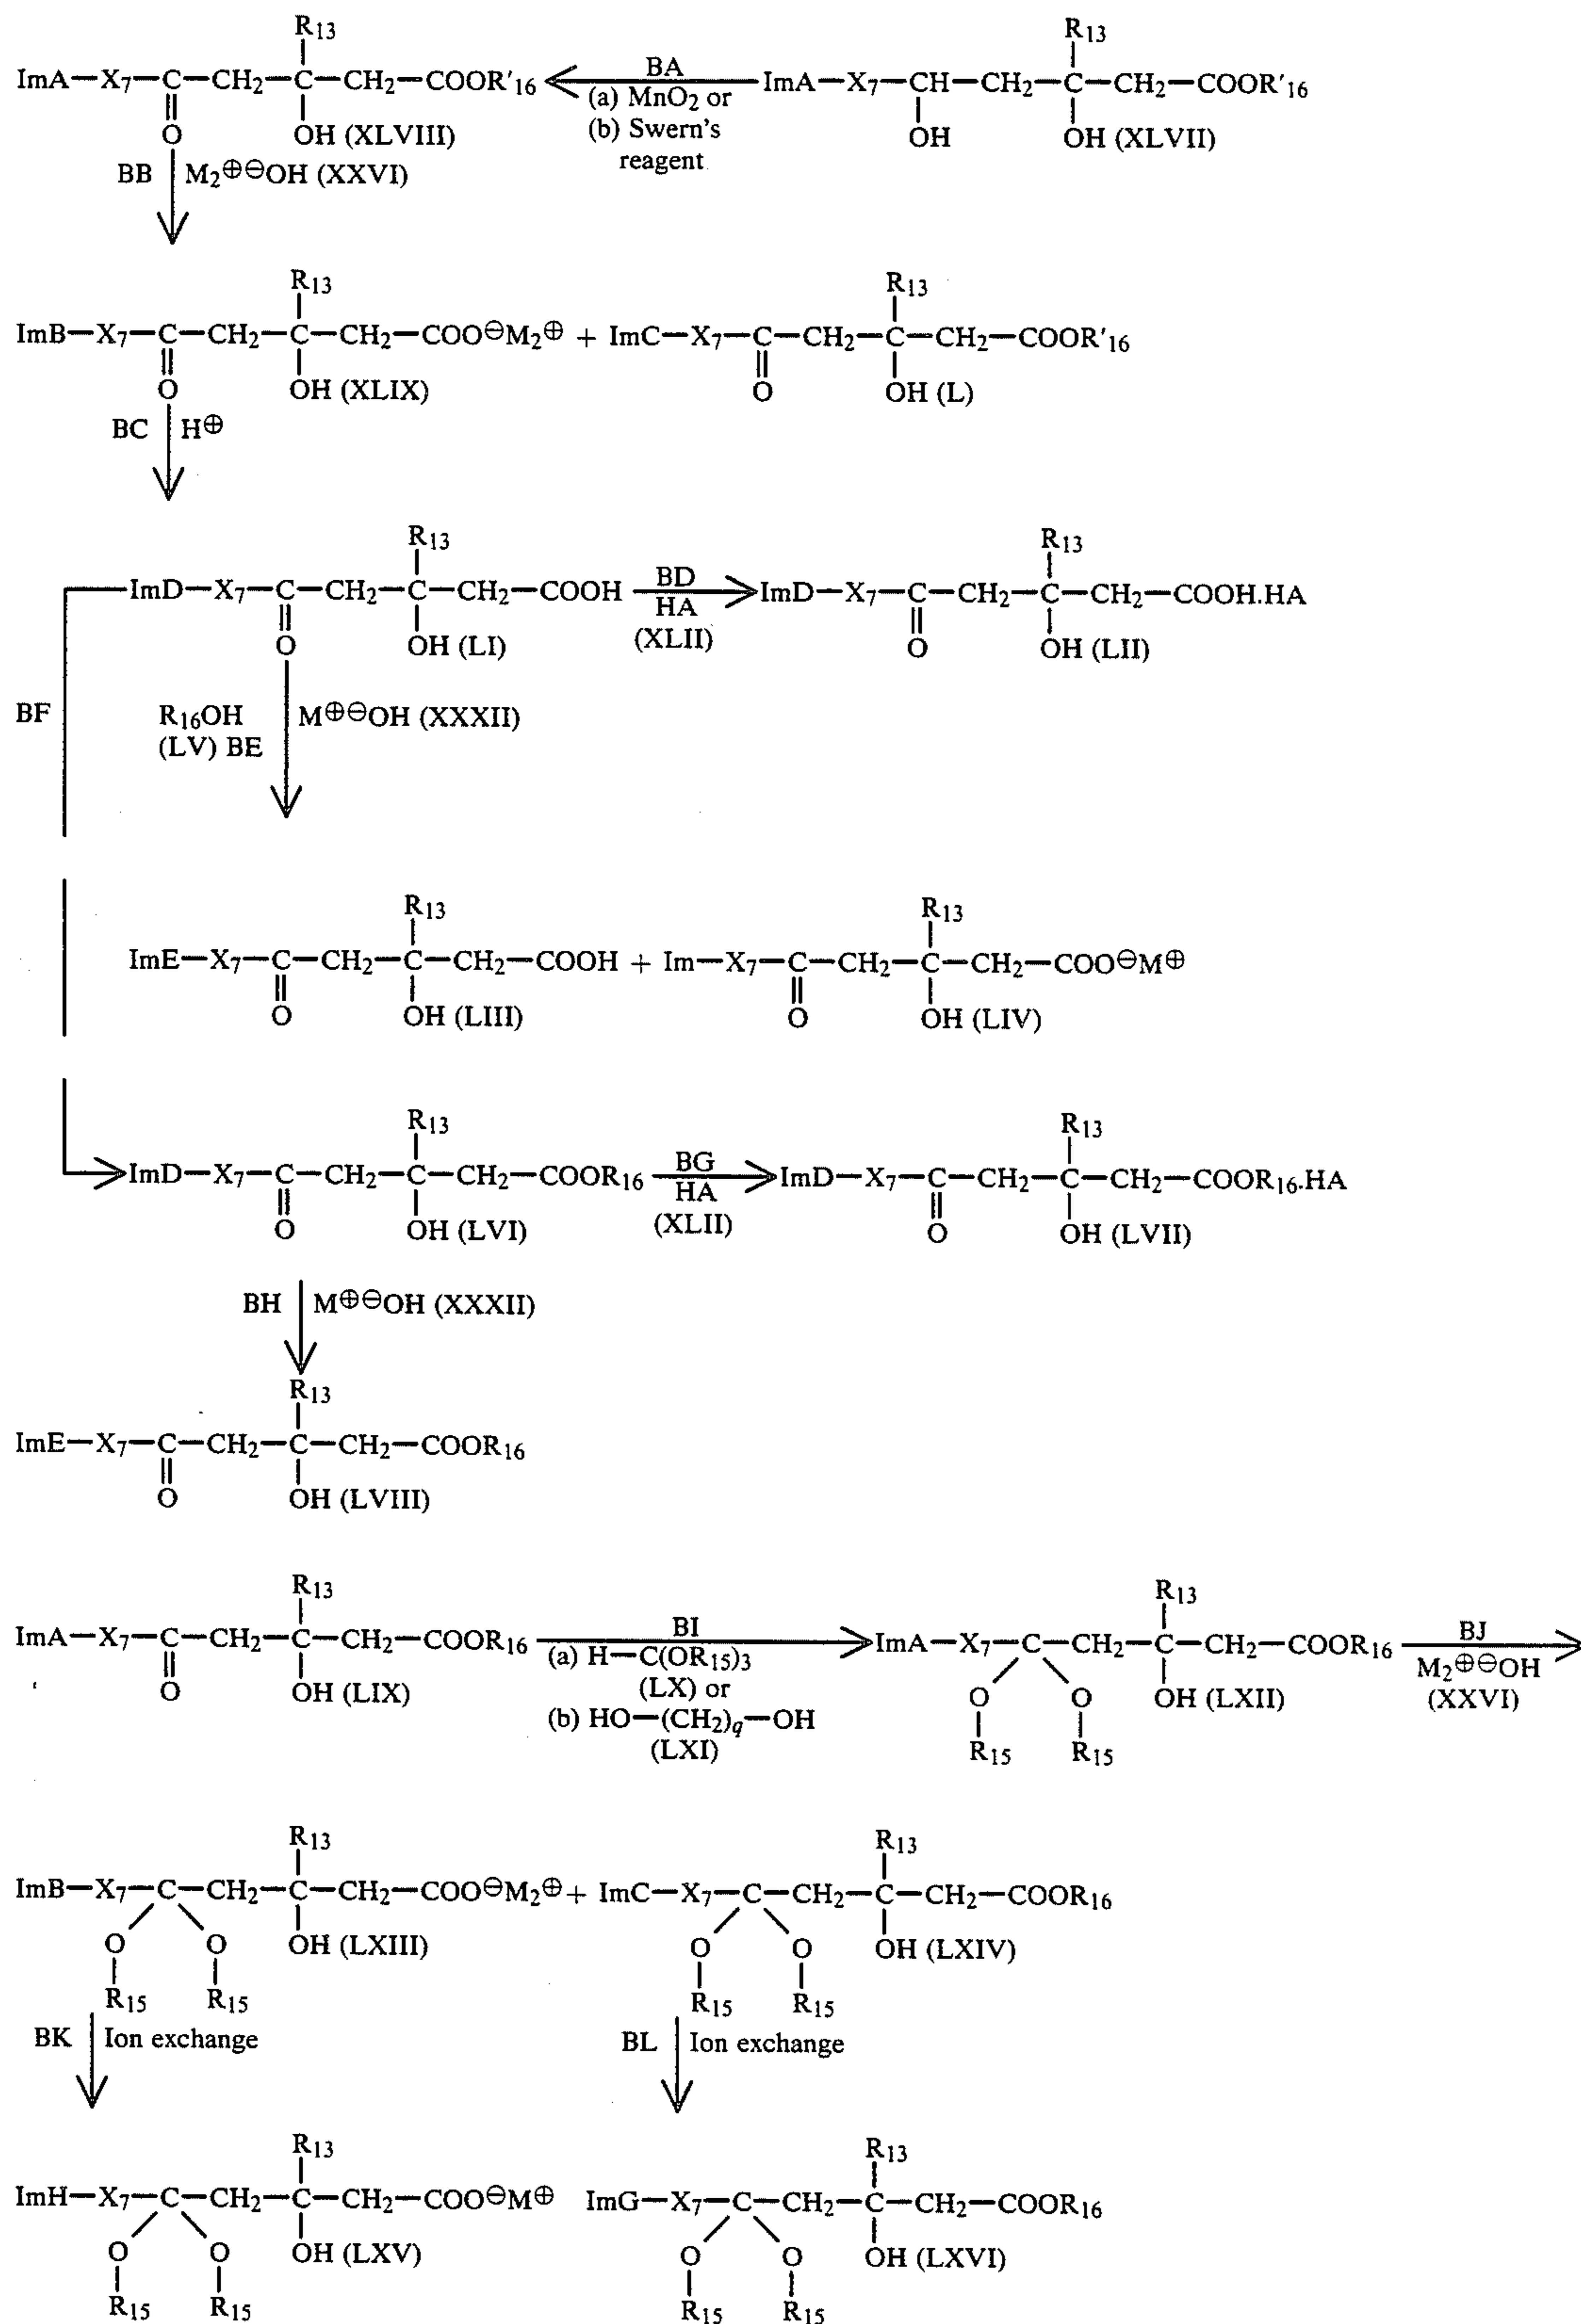 R13 R13
ImA—X7—C—CH2—C—CH2—COOR'16 BA ImA—X7—CH—CH2—C—CH2—COOR'16
(a) MnO2 or
O OH (XLVIII) (b) Swern's OH OH (XLVII)
reagent
BB M2⊕⊖OH (XXVI)
R13 R13
ImB—X7—C—CH2—C—CH2—COO⊖M2⊕ + ImC—X7—C—CH2—C—CH2—COOR'16
O OH (XLIX) O OH (L)
BC H⊕
R13 R13
ImD—X7—C—CH2—C—CH2—COOH BD ImD—X7—C—CH2—C—CH2—COOH.HA
HA
O OH (LI) (XLII) O OH (LII)
BF R16OH M⊕⊖OH (XXXII)
(LV) BE
R13 R13
ImE—X7—C—CH2—C—CH2—COOH + Im—X7—C—CH2—C—CH2—COO⊖M⊕
O OH (LIII) O OH (LIV)
R13 R13
ImD—X7—C—CH2—C—CH2—COOR16 BG ImD—X7—C—CH2—C—CH2—COOR16.HA
HA
O OH (LVI) (XLII) O OH (LVII)
BH M⊕⊖OH (XXXII)
R13
ImE—X7—C—CH2—C—CH2—COOR16
O OH (LVIII)
R13 R13
ImA—X7—C—CH2—C—CH2—COOR16 BI ImA—X7—C—CH2—C—CH2—COOR16 BJ
(a) H—C(OR15)3 M2⊕⊖OH
O OH (LIX) (LX) or O O OH (LXII) (XXVI)
(b) HO—(CH2)q—OH
(LXI) R15 R15
R13 R13
ImB—X7—C—CH2—C—CH2—COO⊖M2⊕ + ImC—X7—C—CH2—C—CH2—COOR16
O O OH (LXIII) O O OH (LXIV)
R15 R15 R15 R15
BK Ion exchange BL Ion exchange
R13 R13
ImH—X7—C—CH2—C—CH2—COO⊖M⊕ ImG—X7—C—CH2—C—CH2—COOR16
O O OH (LXV) O O OH (LXVI)
R15 R15 R15 R15